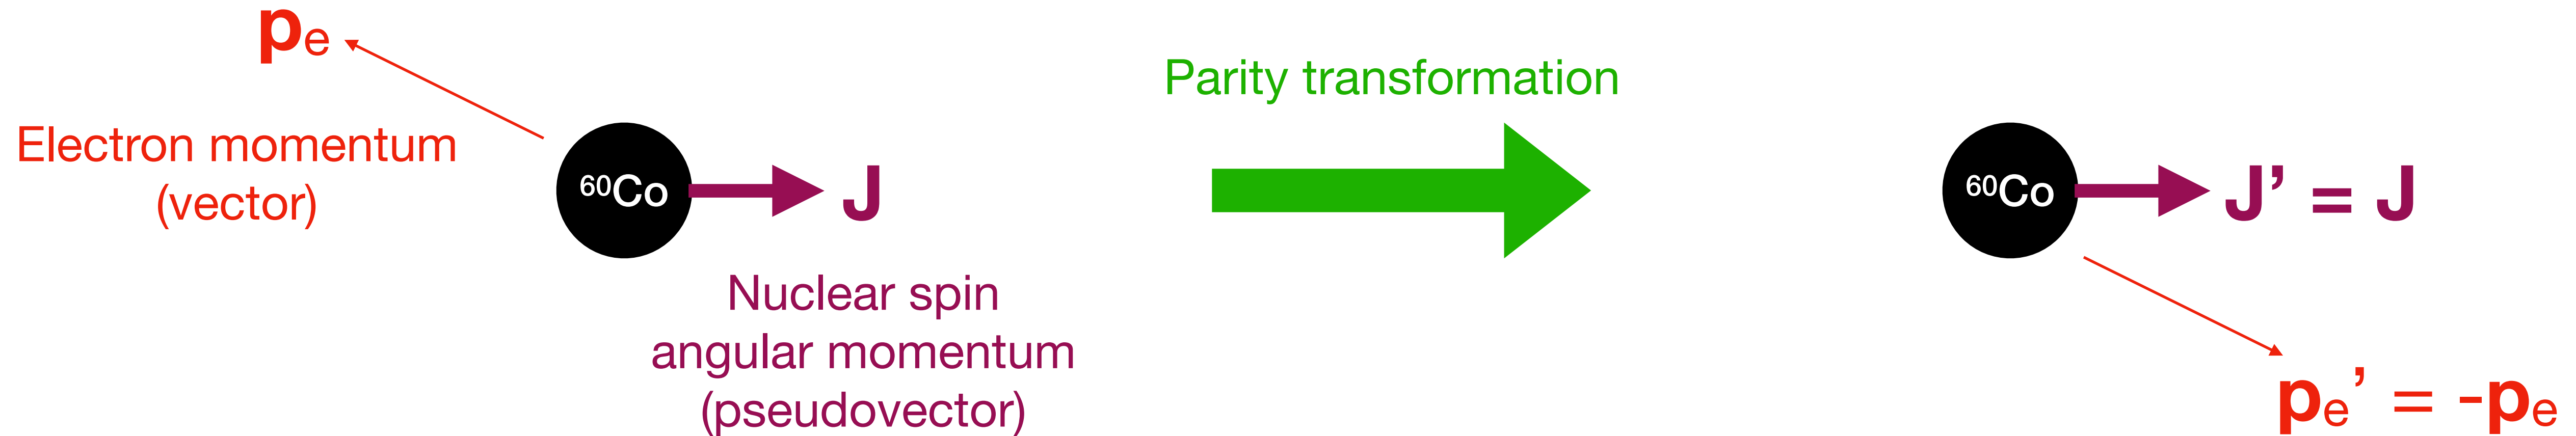 pe
Electron momentum
(vector)
60Co
J
Nuclear spin
angular momentum
(pseudovector)
Parity transformation
60Co
J’ = J
pe’ = -pe